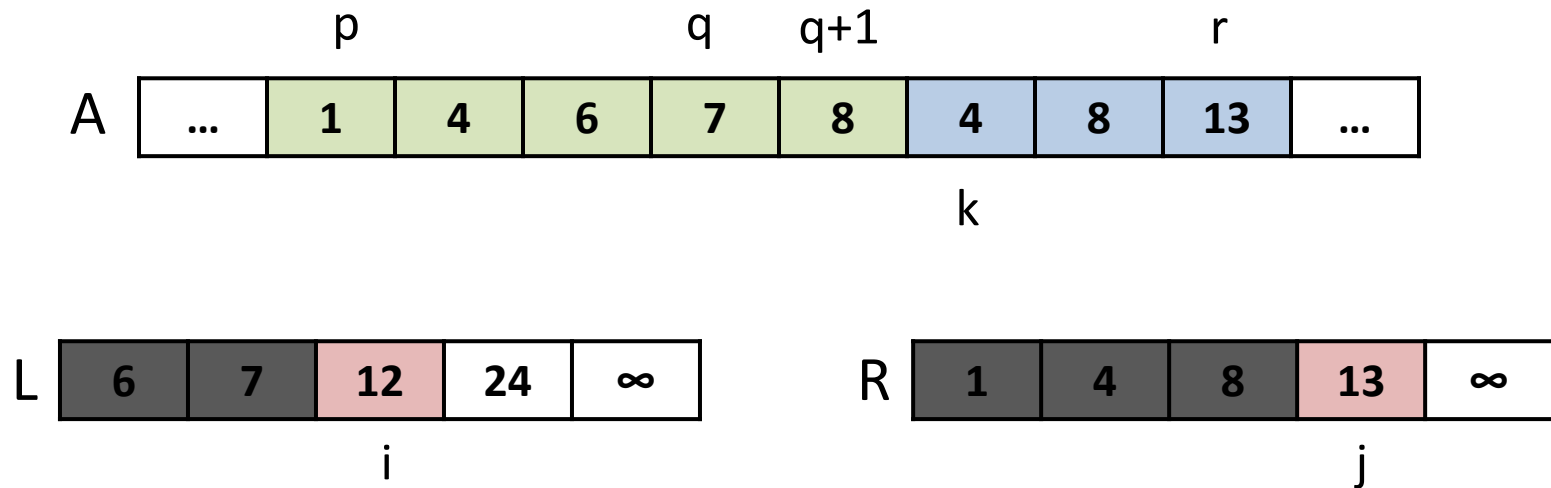 p q q+1 r
A ... 1 4 6 7 8 4 8 13 ...
k
L 6 7 12 24 ∞ R 1 4 8 13 ∞
i j